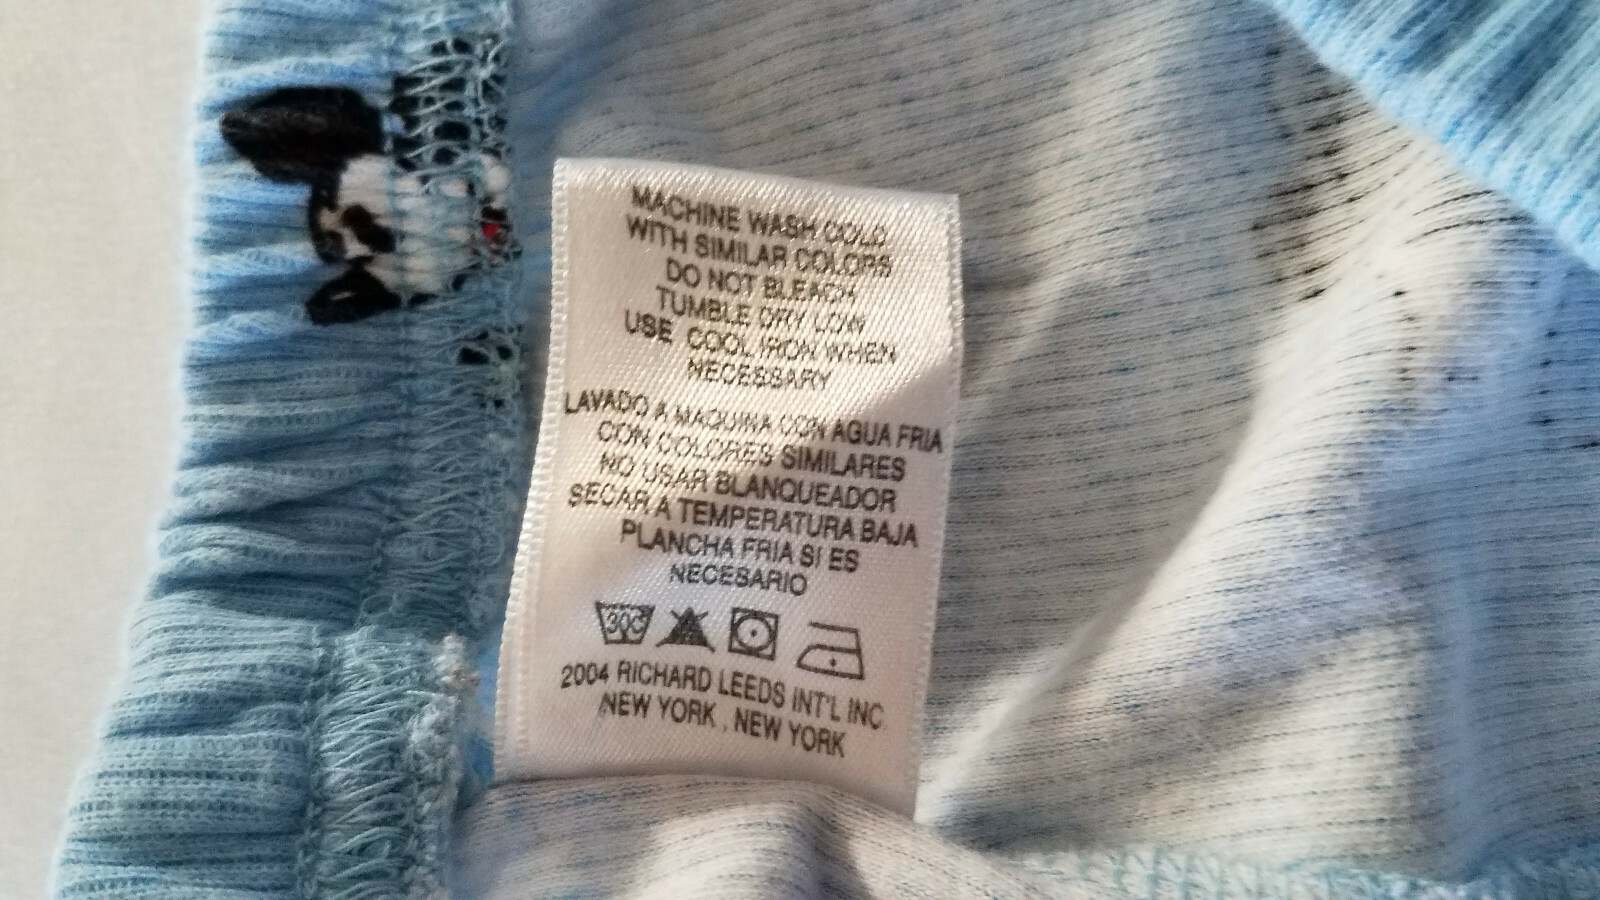 MACHINE WASH COLD
WITH SIMILAR COLORS
DO NOT BLEACH
TUMBLE DRY LOW
USE COOL IRON WHEN
NECESSARY
LAVADO A MAQUINA CON AGUA FRIA
CON COLORES SIMILARES
NO USAR BLANQUEADOR
SECAR A TEMPERATURA BAJA
PLANCHA FRIA SI ES
NECESARIO
30C
2004 RICHARD LEEDS INT'L INC
NEW YORK , NEW YORK